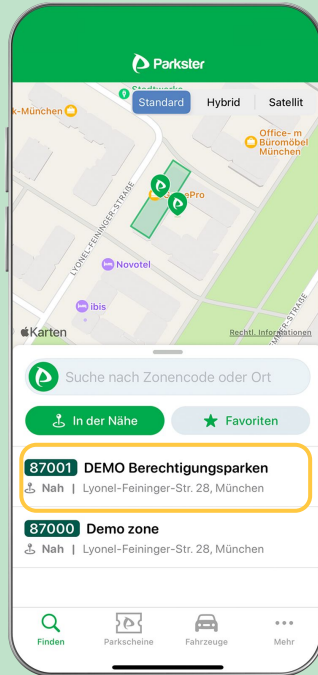 Parkster
Stadtwerke
Standard Hybrid Satellit
k-München
Office- m
Büromöbel
München
ePro
LYONEL-FEININGER-STRAßE
Novotel
ibis
Karten
Rechtl. Informationen
Suche nach Zonencode oder Ort
In der Nähe
Favoriten
87001 DEMO Berechtigungsparken
Nah | Lyonel-Feininger-Str. 28, München
87000 Demo zone
Nah | Lyonel-Feininger-Str. 28, München
Finden Parkscheine Fahrzeuge Mehr